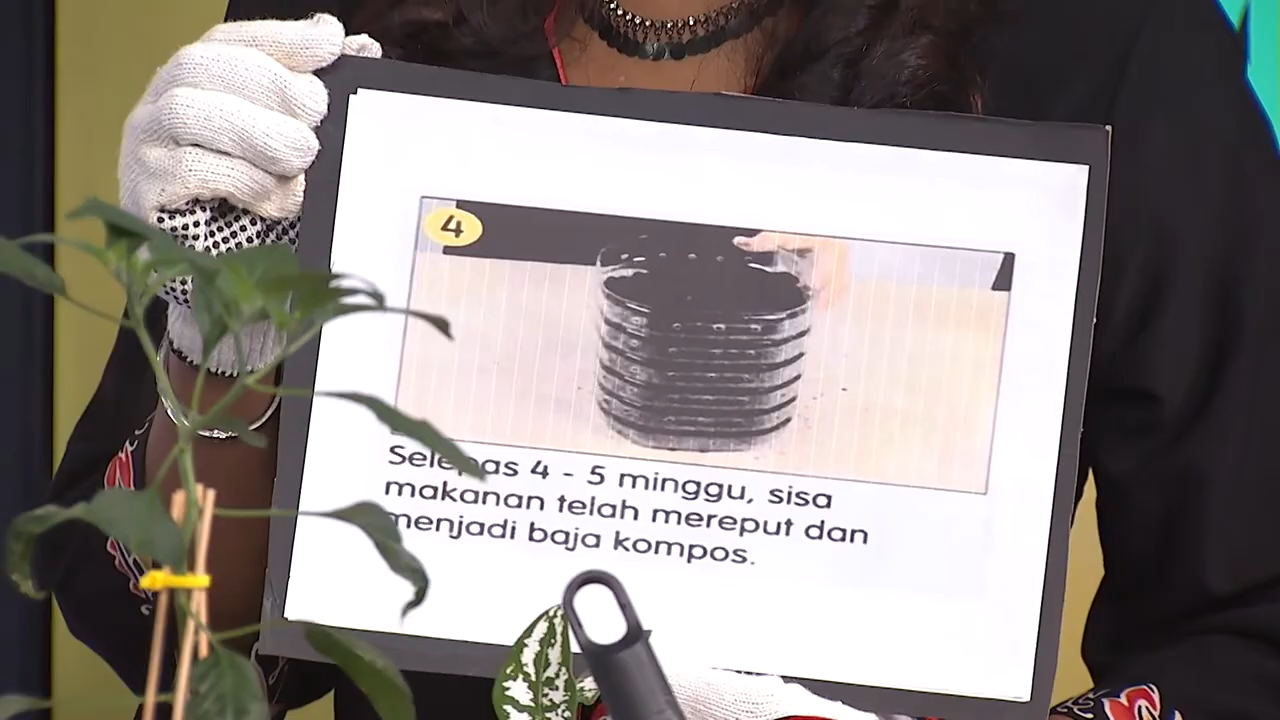 4
Selepas 4 - 5 minggu, sisa
makanan telah mereput dan
menjadi baja kompos.